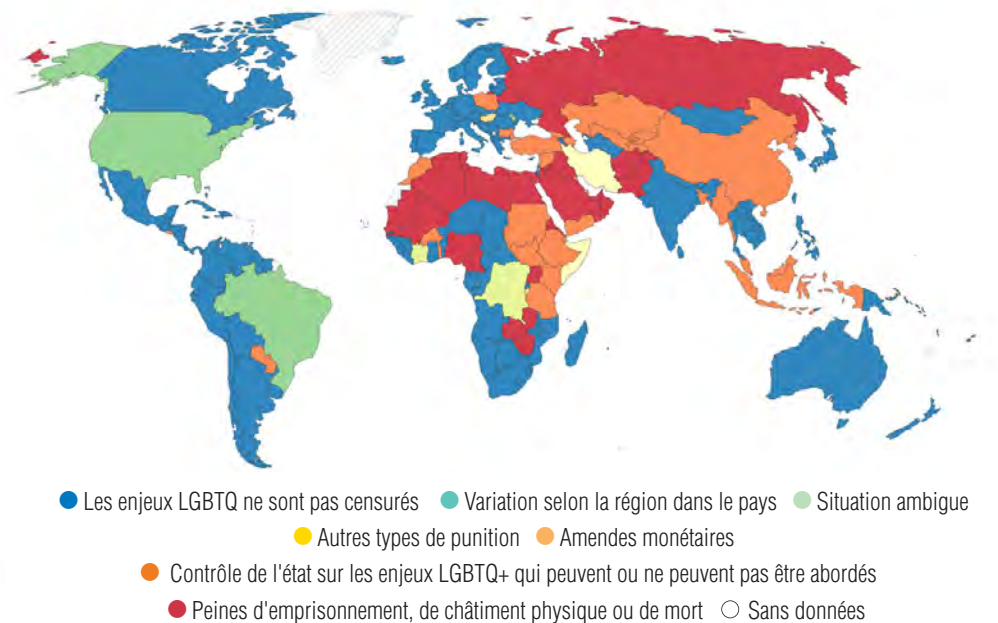 Les enjeux LGBTQ ne sont pas censurés Variation selon la région dans le pays Situation ambigue
Autres types de punition Amendes monétaires
Contrôle de l'état sur les enjeux LGBTQ+ qui peuvent ou ne peuvent pas être abordés
Peines d'emprisonnement, de châtiment physique ou de mort Sans données